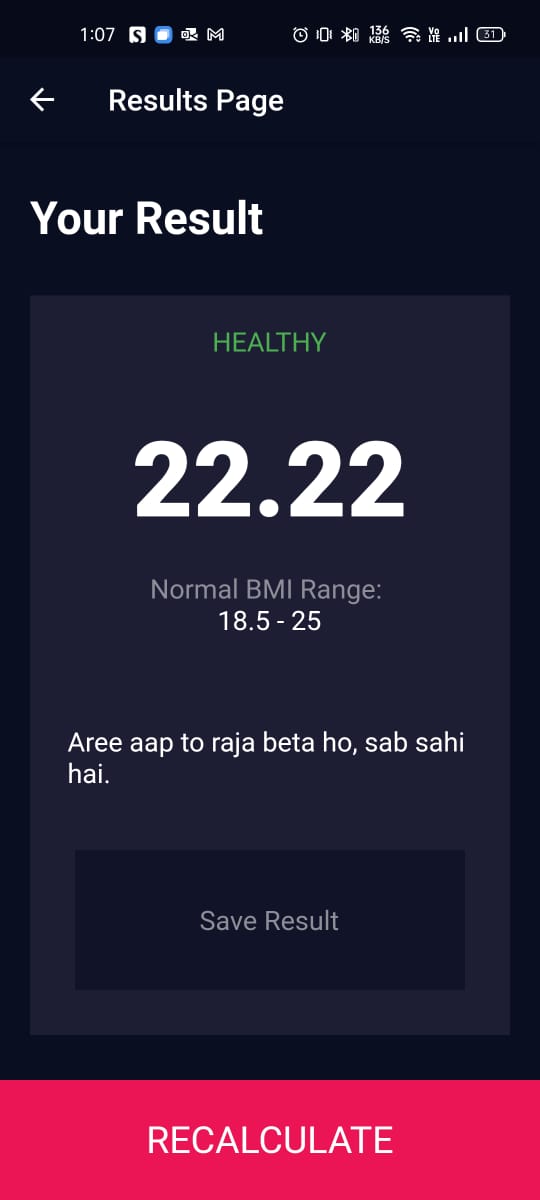 1:07
136
KB/S
Vo
LTE
31
Results Page
Your Result
HEALTHY
22.22
Normal BMI Range:
18.5 - 25
Aree aap to raja beta ho, sab sahi
hai.
Save Result
RECALCULATE